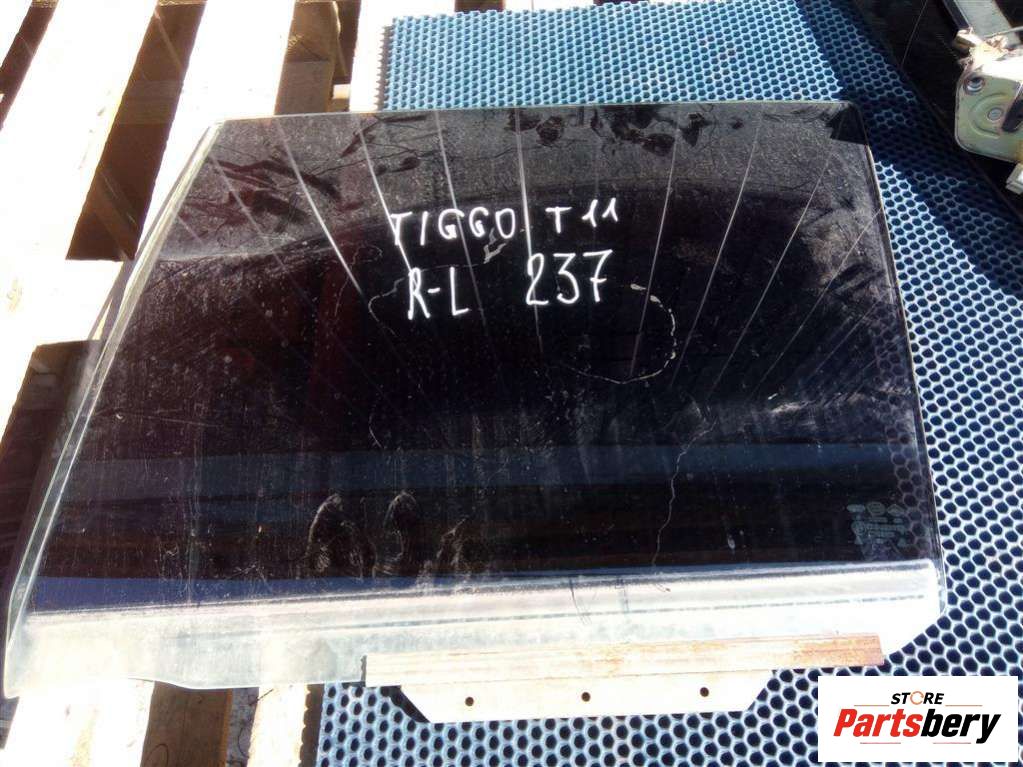 TIGGO T11
R-L 237
STORE
Partsbery